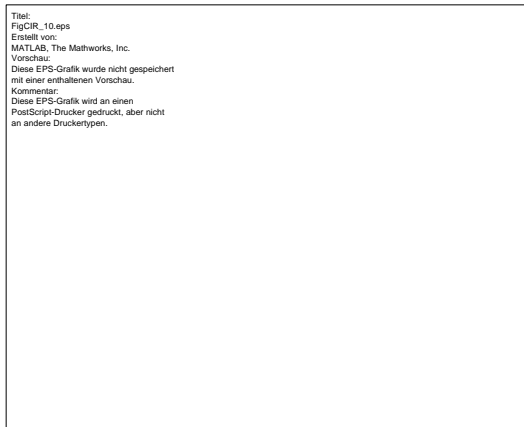 Titel:
FigCIR_10.eps
Erstellt von:
MATLAB, The Mathworks, Inc.
Vorschau:
Diese EPS-Grafik wurde nicht gespeichert
mit einer enthaltenen Vorschau.
Kommentar:
Diese EPS-Grafik wird an einen
PostScript-Drucker gedruckt, aber nicht
an andere Druckertypen.